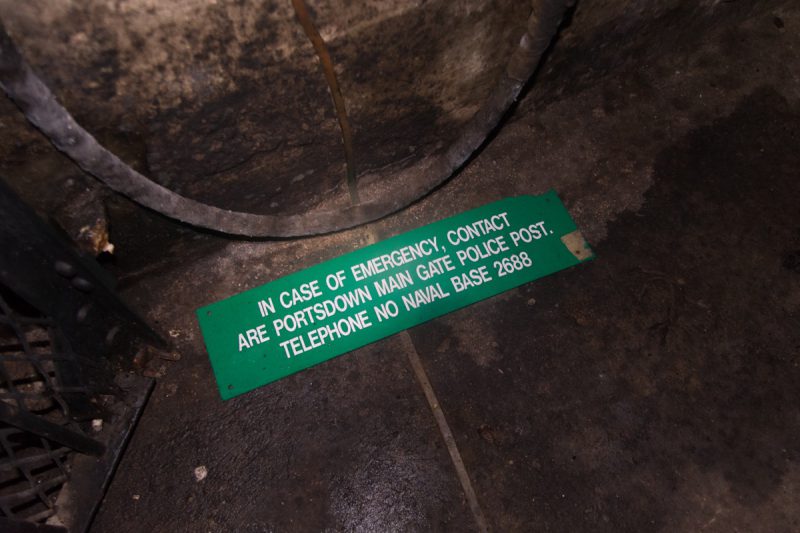 IN CASE OF EMERGENCY, CONTACT
ARE PORTSDOWN MAIN GATE POLICE POST.
TELEPHONE NO NAVAL BASE 2688